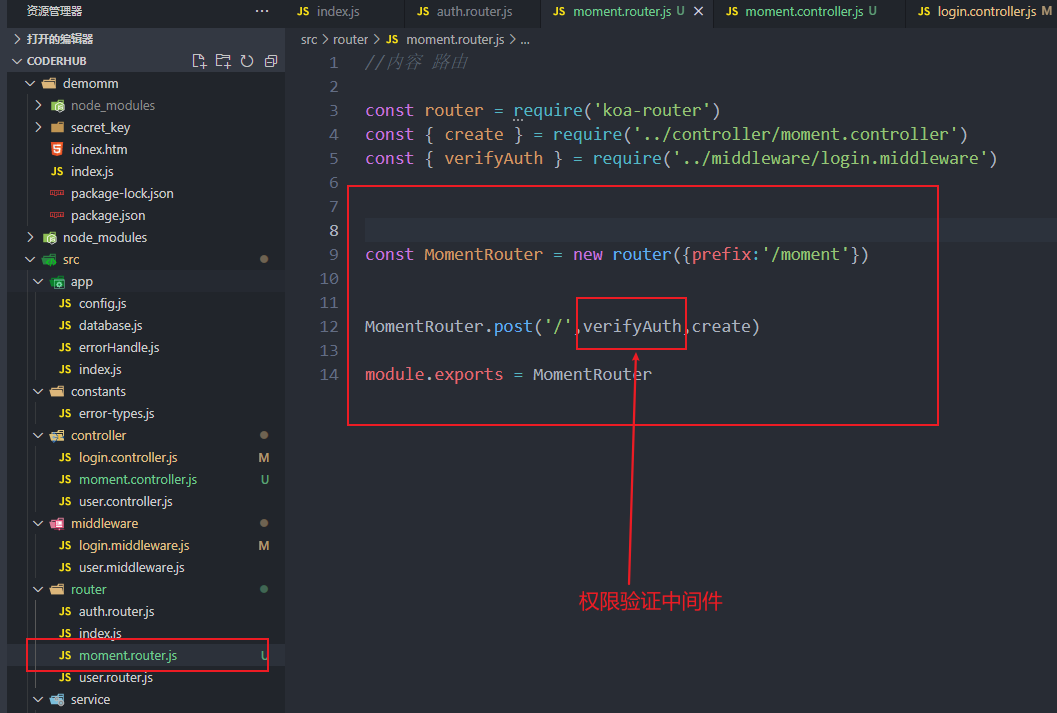 资源管理器 ···
打开的编辑器
CODERHUB
demomm
node_modules
secret_key
idnex.htm
JS index.js
package-lock.json
package.json
node_modules
src
app
JS config.js
JS database.js
JS errorHandle.js
JS index.js
constants
JS error-types.js
controller
JS login.controller.js M
JS moment.controller.js U
JS user.controller.js
middleware
JS login.middleware.js M
JS user.middleware.js
router
JS auth.router.js
JS index.js
JS moment.router.js U
JS user.router.js
service
JS index.js JS auth.router.js JS moment.router.js U × JS moment.controller.js U JS login.controller.js M
src > router > JS moment.router.js > ...
1 //内容 路由
2
3 const router = require('koa-router')
4 const { create } = require('../controller/moment.controller')
5 const { verifyAuth } = require('../middleware/login.middleware')
6
7
8
9 const MomentRouter = new router({prefix:'/moment'})
10
11
12 MomentRouter.post('/',verifyAuth,create)
13
14 module.exports = MomentRouter
权限验证中间件